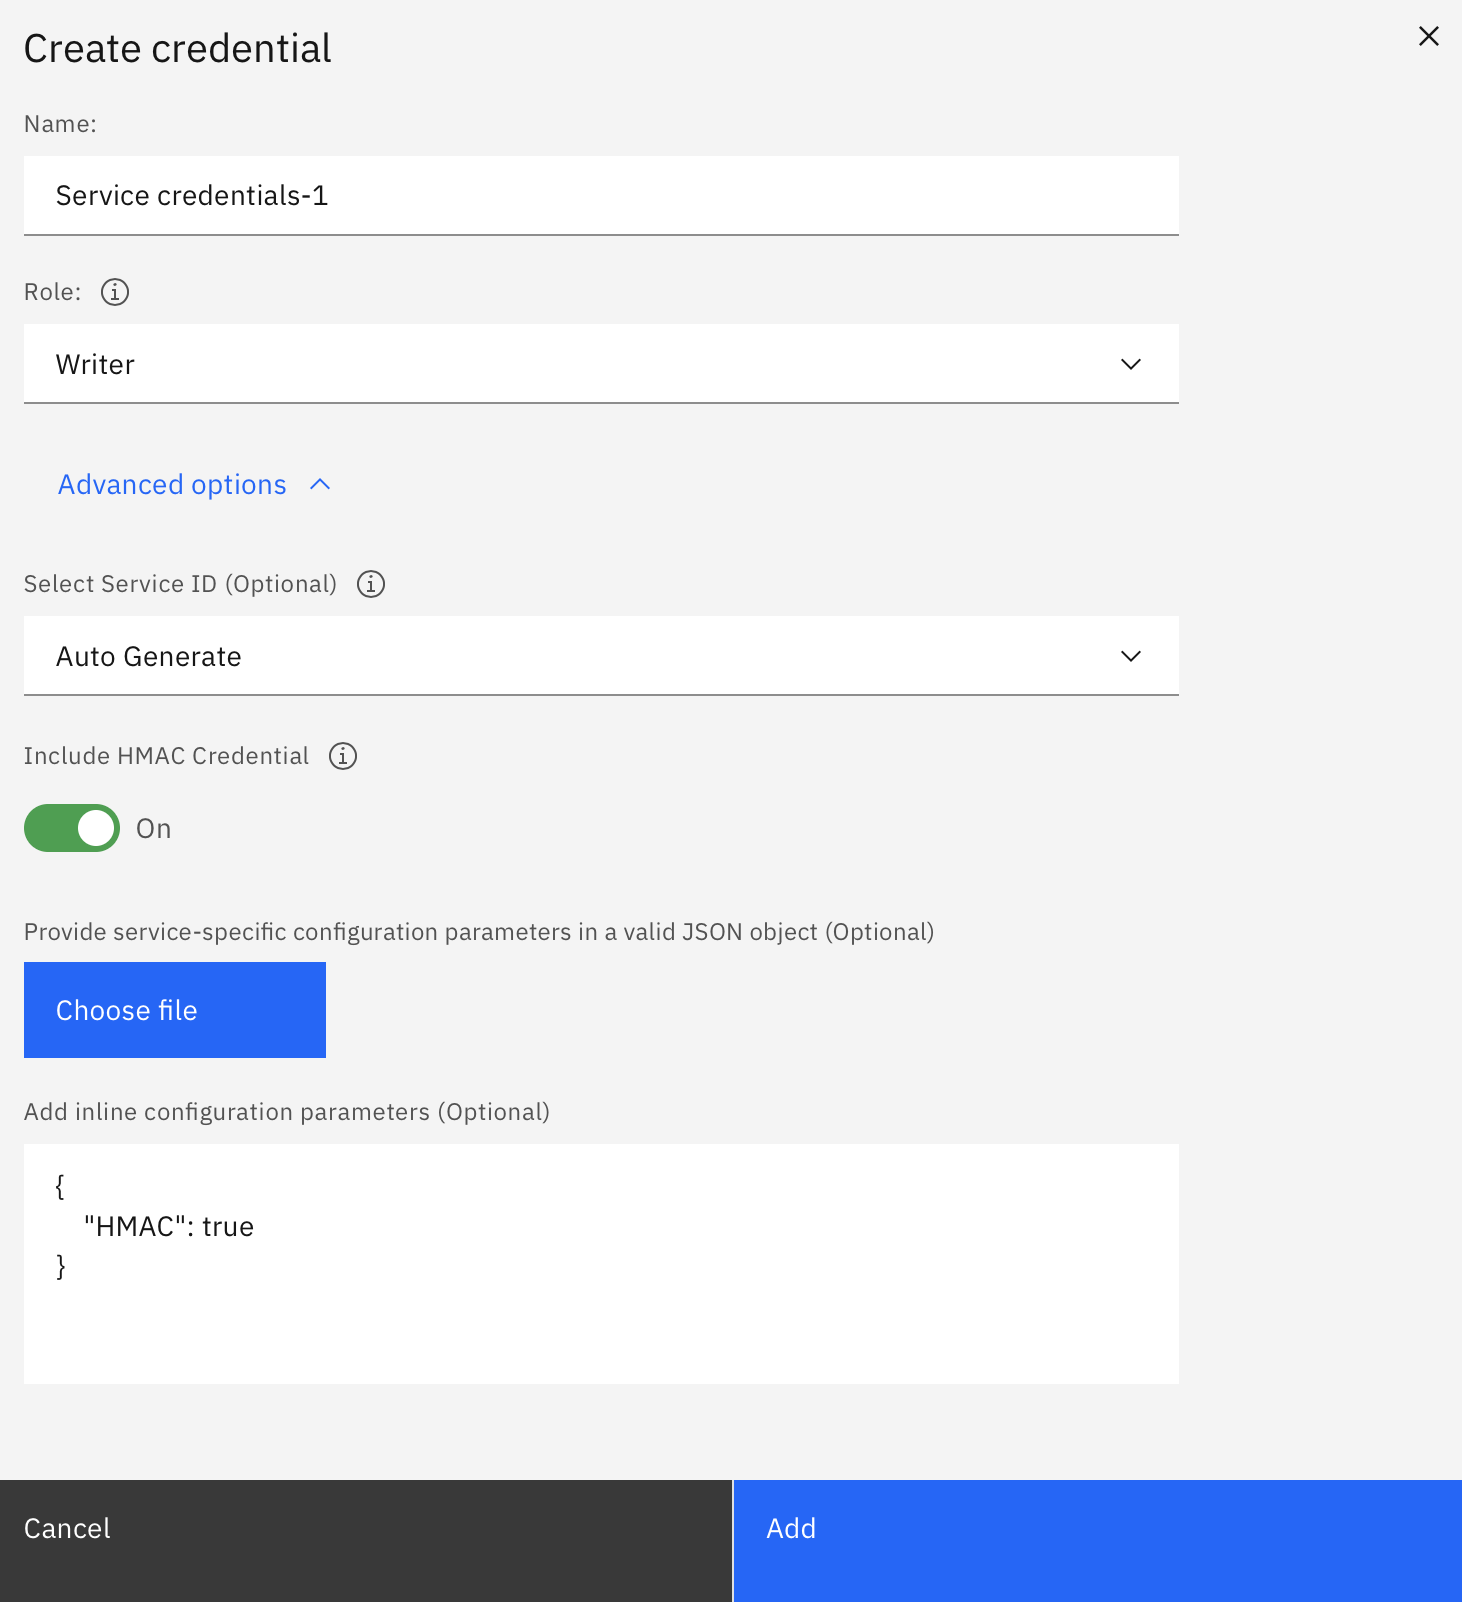 Create credential
Name:
Service credentials-1
Role:
Writer
Advanced options
Select Service ID (Optional)
Auto Generate
Include HMAC Credential
On
Provide service-specific configuration parameters in a valid JSON object (Optional)
Choose file
Add inline configuration parameters (Optional)
{
    "HMAC": true
}
Cancel
Add